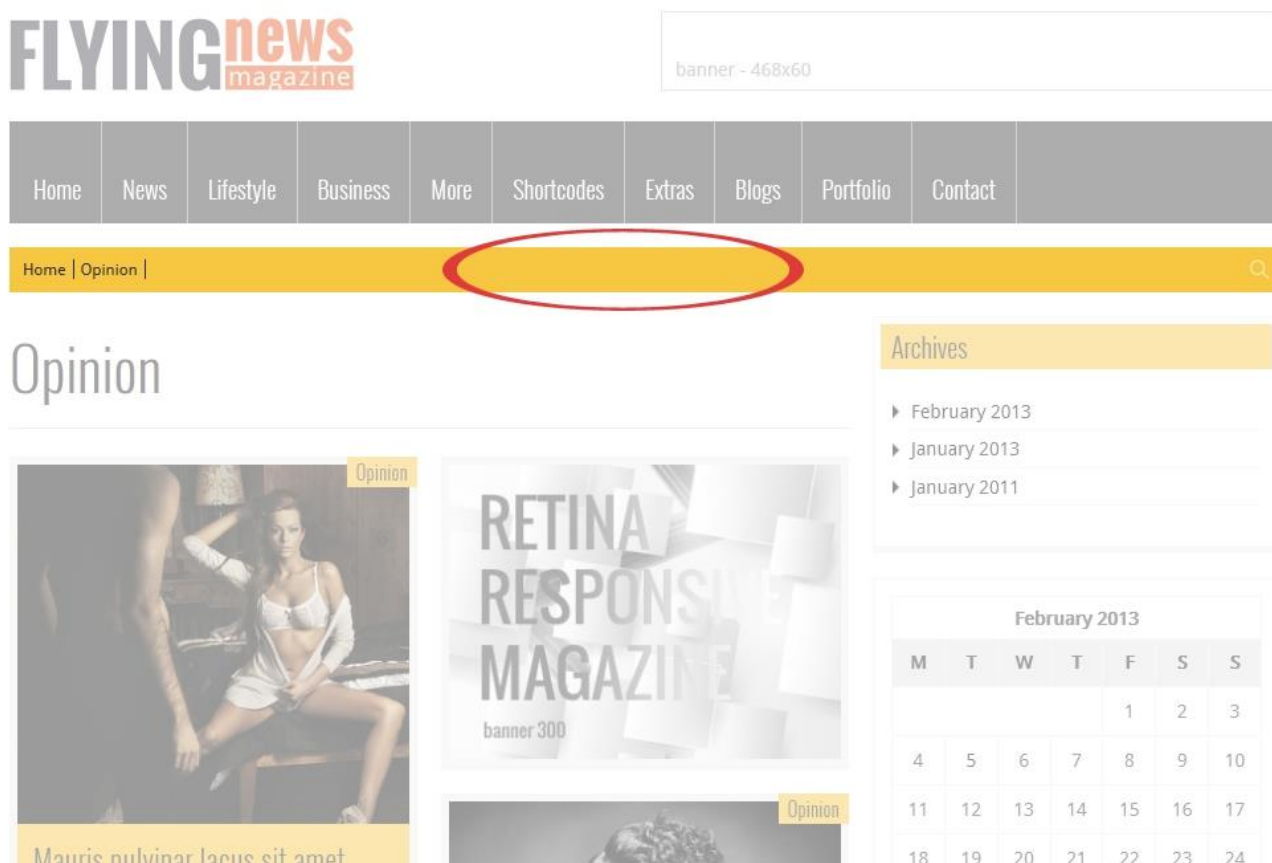 FLYINGnews
magazine
banner - 468x60
Home News Lifestyle Business More Shortcodes Extras Blogs Portfolio Contact
Home | Opinion |
Opinion
Opinion
Mauris pulvinar lacus sit amet
RETINA
RESPONSIVE
MAGAZINE
banner 300
Opinion
Archives
February 2013
January 2013
January 2011
February 2013
M T W T F S S
1 2 3
4 5 6 7 8 9 10
11 12 13 14 15 16 17
18 19 20 21 22 23 24